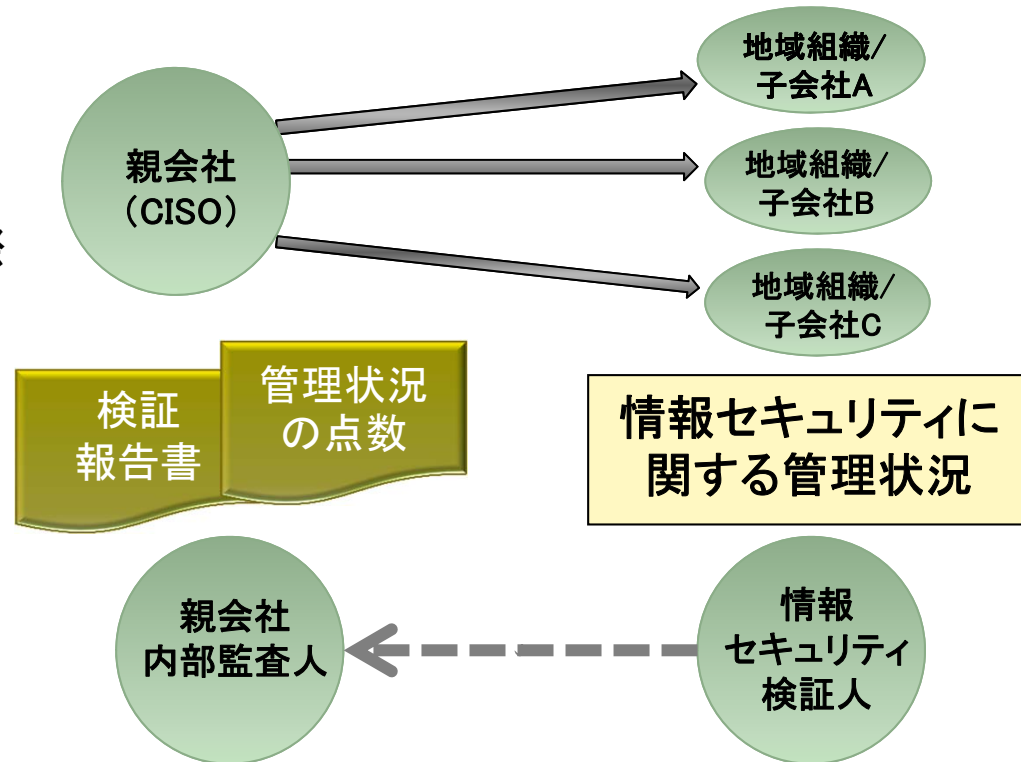 地域組織/
子会社A
親会社
（CISO）
地域組織/
子会社B
地域組織/
子会社C
検証
報告書
管理状況
の点数
情報セキュリティに
関する管理状況
親会社
内部監査人
情報
セキュリティ
検証人